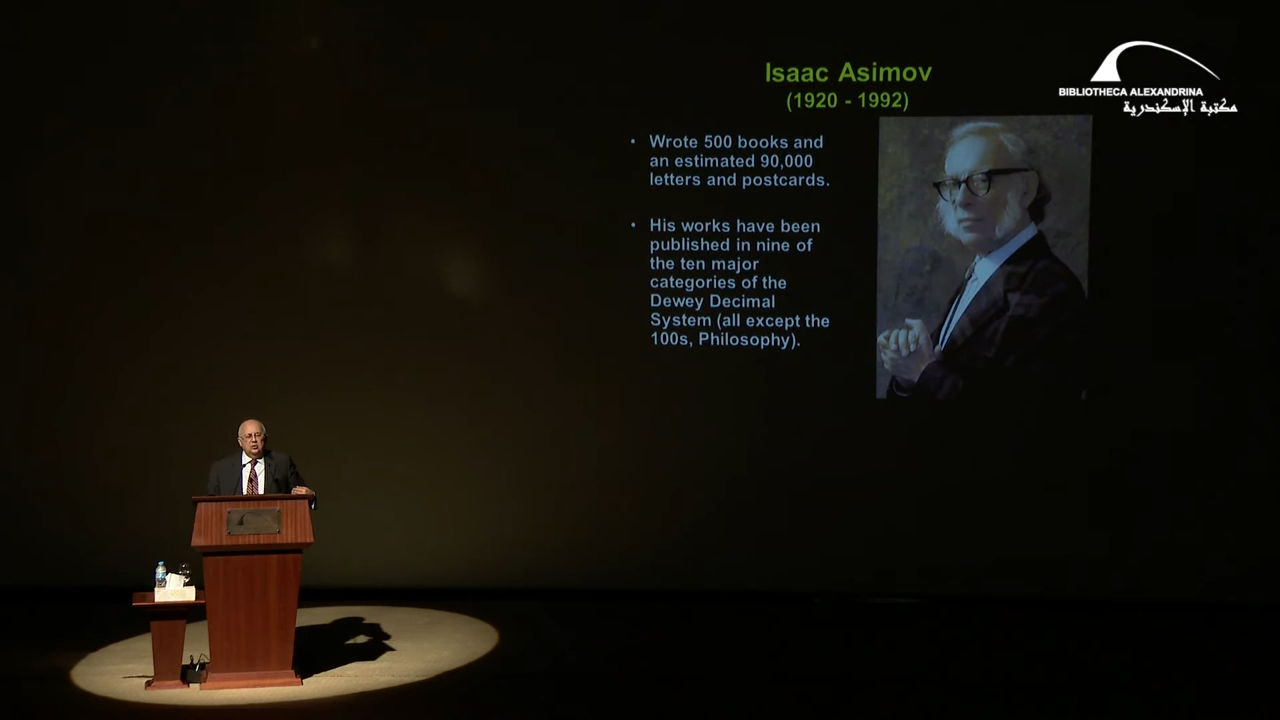 Isaac Asimov
(1920 - 1992)
• Wrote 500 books and
an estimated 90,000
letters and postcards.
• His works have been
published in nine of
the ten major
categories of the
Dewey Decimal
System (all except the
100s, Philosophy).
BIBLIOTHECA ALEXANDRINA
مكتبة الإسكندرية